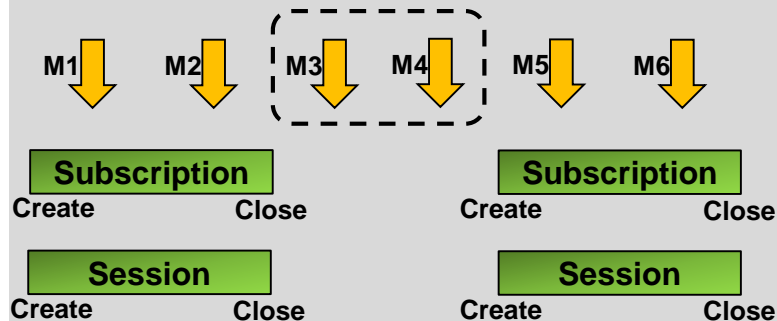 M1 M2 M3 M4 M5 M6
Subscription Subscription
Create Close Create Close
Session Session
Create Close Create Close